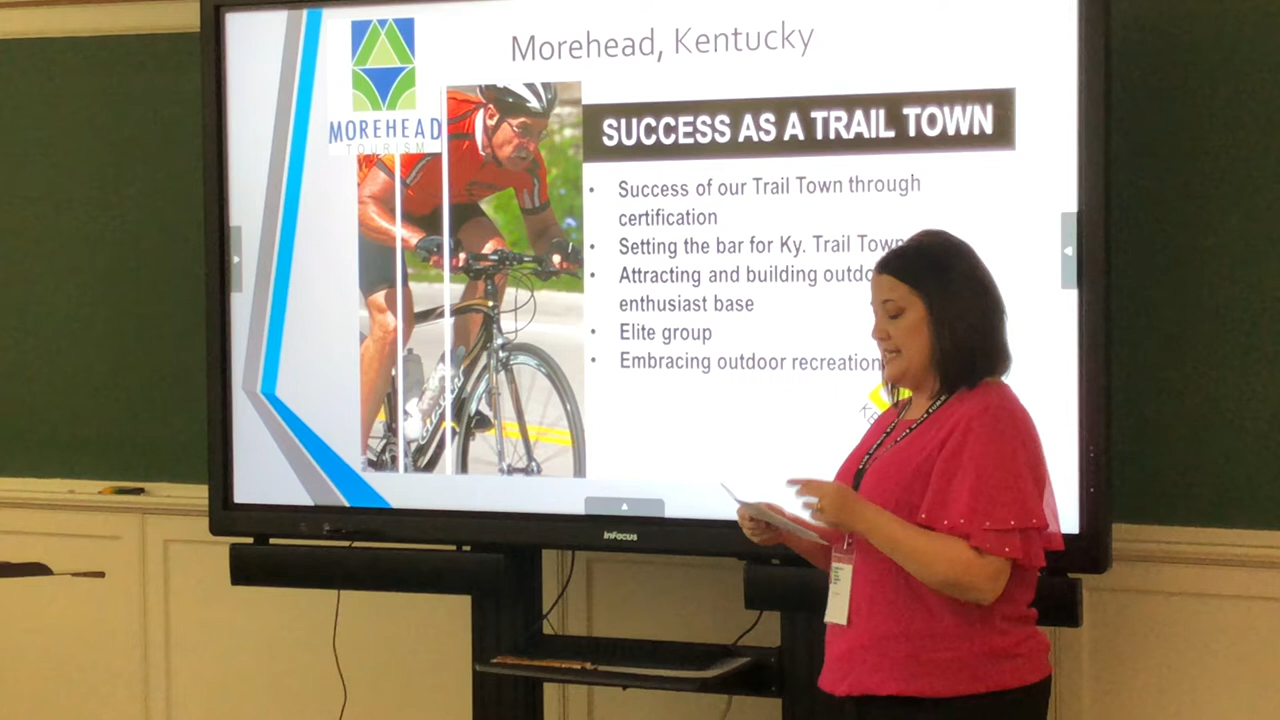 Morehead, Kentucky
MOREHEAD
TOURISM
SUCCESS AS A TRAIL TOWN
• Success of our Trail Town through
certification
• Setting the bar for Ky. Trail Town
• Attracting and building outdo
enthusiast base
• Elite group
• Embracing outdoor recreation
InFocus